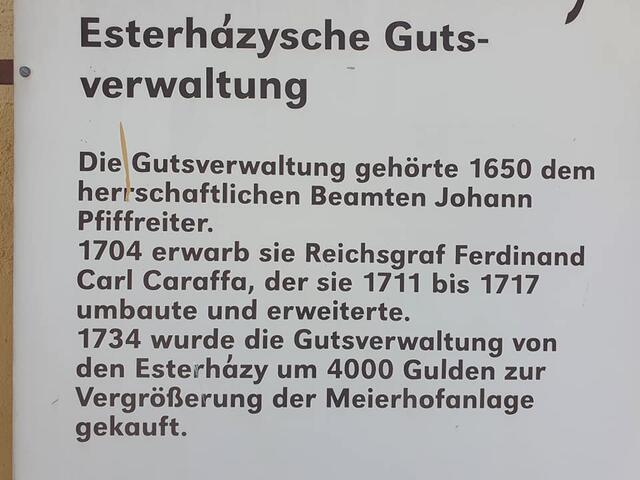 Esterházysche Guts-
verwaltung
Die Gutsverwaltung gehörte 1650 dem
herrschaftlichen Beamten Johann
Pfiffreiter.
1704 erwarb sie Reichsgraf Ferdinand
Carl Caraffa, der sie 1711 bis 1717
umbaute und erweiterte.
1734 wurde die Gutsverwaltung von
den Esterházy um 4000 Gulden zur
Vergrößerung der Meierhofanlage
gekauft.